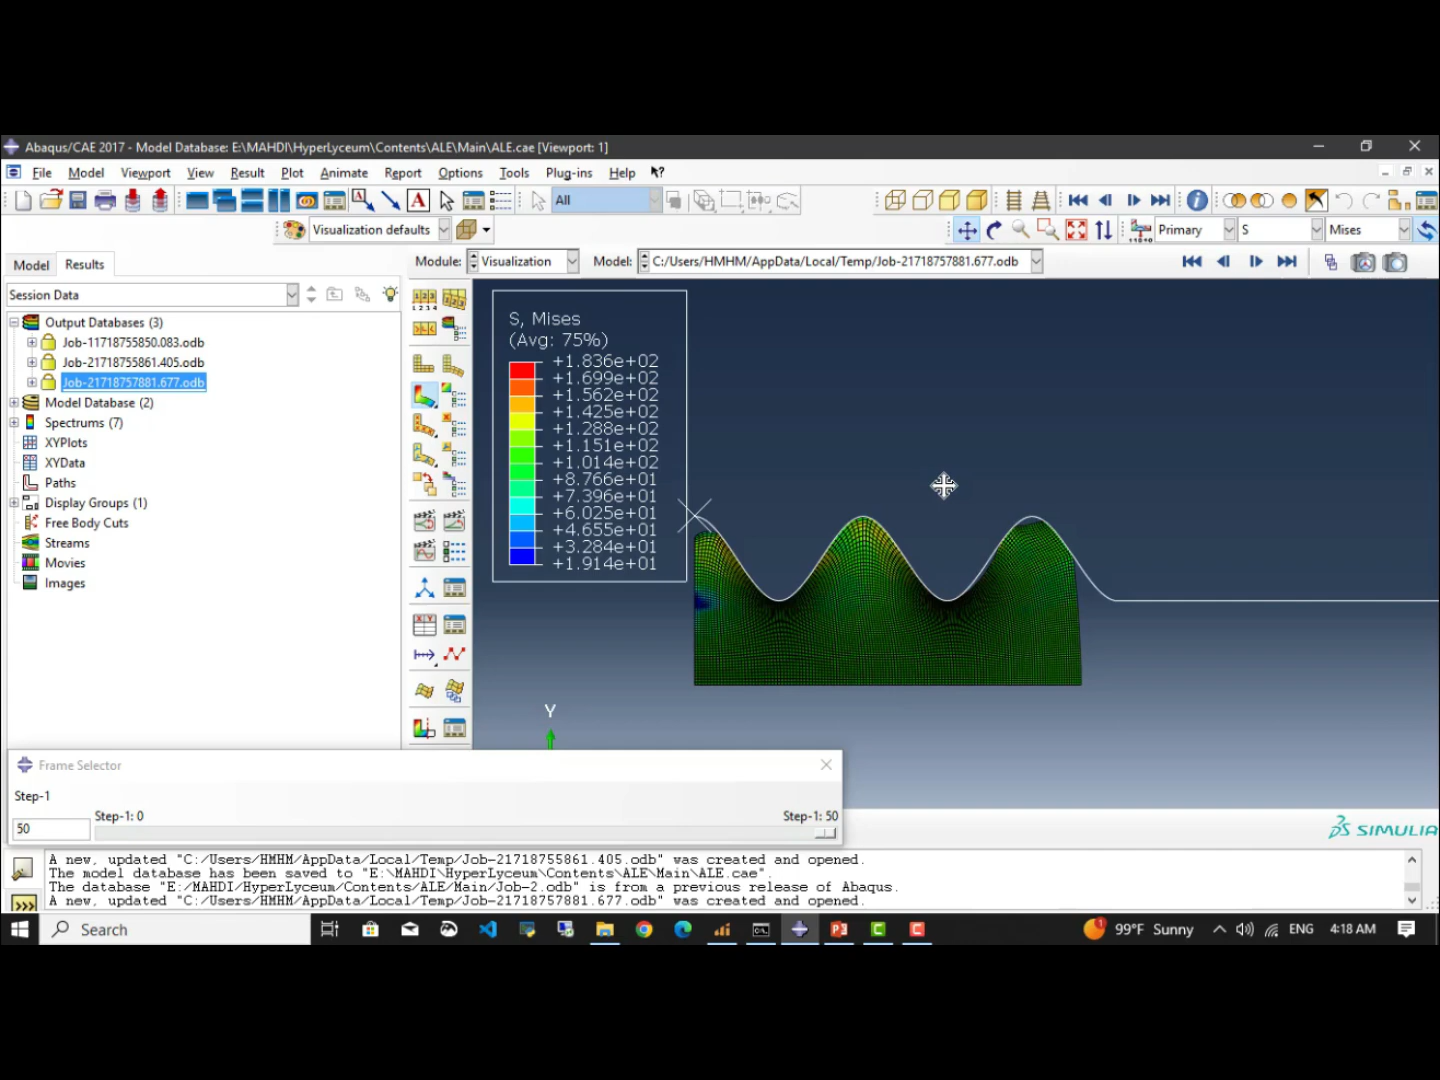 Abaqus/CAE 2017 - Model Database: E:\MAHDI\HyperLyceum\Contents\ALE\Main\ALE.cae [Viewport: 1]
File Model Viewport View Result Plot Animate Report Options Tools Plug-ins Help
All
Visualization defaults Primary S Mises
Model Results Module: Visualization Model: C:/Users/HMHM/AppData/Local/Temp/Job-21718757881.677.odb
Session Data
Output Databases (3)
Job-11718755850.083.odb
Job-21718755861.405.odb
Job-21718757881.677.odb
Model Database (2)
Spectrums (7)
XYPlots
XYData
Paths
Display Groups (1)
Free Body Cuts
Streams
Movies
Images
S, Mises
(Avg: 75%)
+1.836e+02
+1.699e+02
+1.562e+02
+1.425e+02
+1.288e+02
+1.151e+02
+1.014e+02
+8.766e+01
+7.396e+01
+6.025e+01
+4.655e+01
+3.284e+01
+1.914e+01
Y
Frame Selector
Step-1
Step-1: 0 Step-1: 50
50
SIMULIA
A new, updated "C:/Users/HMHM/AppData/Local/Temp/Job-21718755861.405.odb" was created and opened.
The model database has been saved to "E:\MAHDI\HyperLyceum\Contents\ALE\Main\ALE.cae".
The database "E:/MAHDI/HyperLyceum/Contents/ALE/Main/Job-2.odb" is from a previous release of Abaqus.
A new, updated "C:/Users/HMHM/AppData/Local/Temp/Job-21718757881.677.odb" was created and opened.
Search 99°F Sunny ENG 4:18 AM